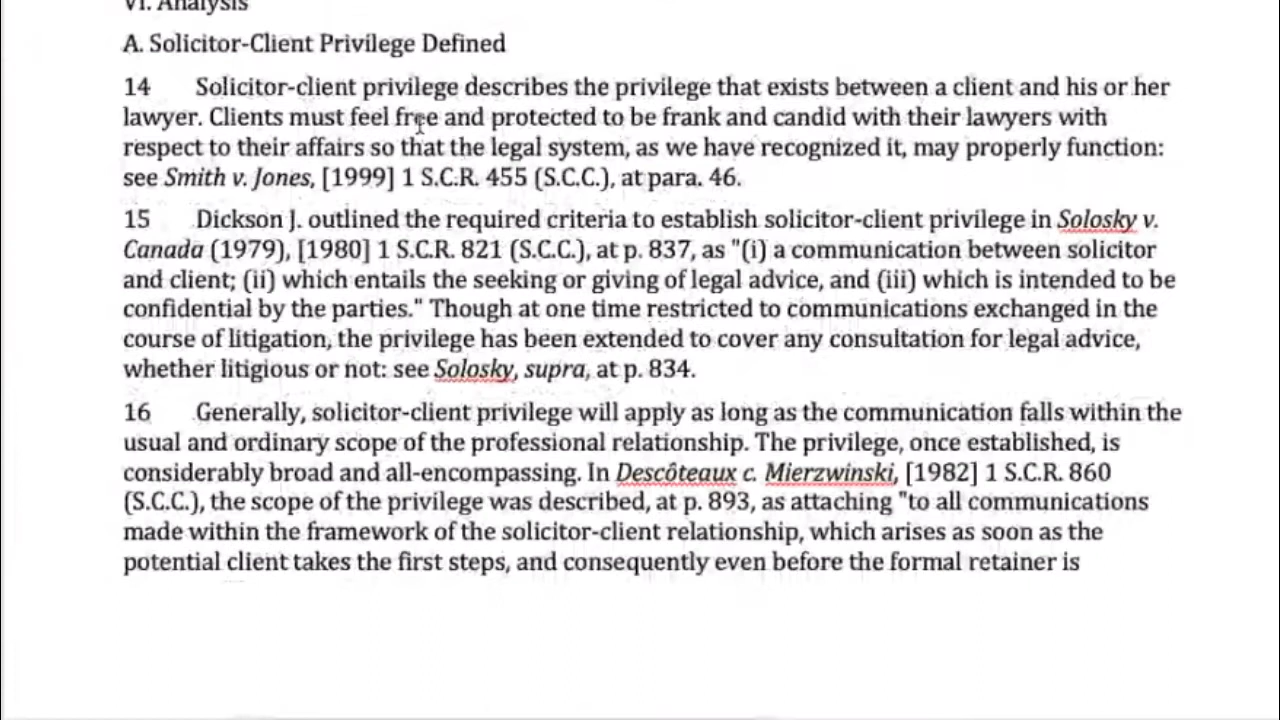 VI. Analysis
A. Solicitor-Client Privilege Defined
14 Solicitor-client privilege describes the privilege that exists between a client and his or her
lawyer. Clients must feel free and protected to be frank and candid with their lawyers with
respect to their affairs so that the legal system, as we have recognized it, may properly function:
see Smith v. Jones, [1999] 1 S.C.R. 455 (S.C.C.), at para. 46.
15 Dickson J. outlined the required criteria to establish solicitor-client privilege in Solosky v.
Canada (1979), [1980] 1 S.C.R. 821 (S.C.C.), at p. 837, as "(i) a communication between solicitor
and client; (ii) which entails the seeking or giving of legal advice, and (iii) which is intended to be
confidential by the parties." Though at one time restricted to communications exchanged in the
course of litigation, the privilege has been extended to cover any consultation for legal advice,
whether litigious or not: see Solosky, supra, at p. 834.
16 Generally, solicitor-client privilege will apply as long as the communication falls within the
usual and ordinary scope of the professional relationship. The privilege, once established, is
considerably broad and all-encompassing. In Descôteaux c. Mierzwinski, [1982] 1 S.C.R. 860
(S.C.C.), the scope of the privilege was described, at p. 893, as attaching "to all communications
made within the framework of the solicitor-client relationship, which arises as soon as the
potential client takes the first steps, and consequently even before the formal retainer is